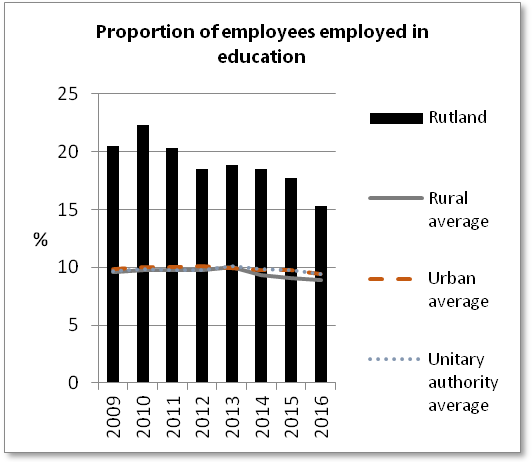 Proportion of employees employed in
education
25
20
15
10
5
0
%
2009
2010
2011
2012
2013
2014
2015
2016
Rutland
Rural
average
Urban
average
Unitary
authority
average